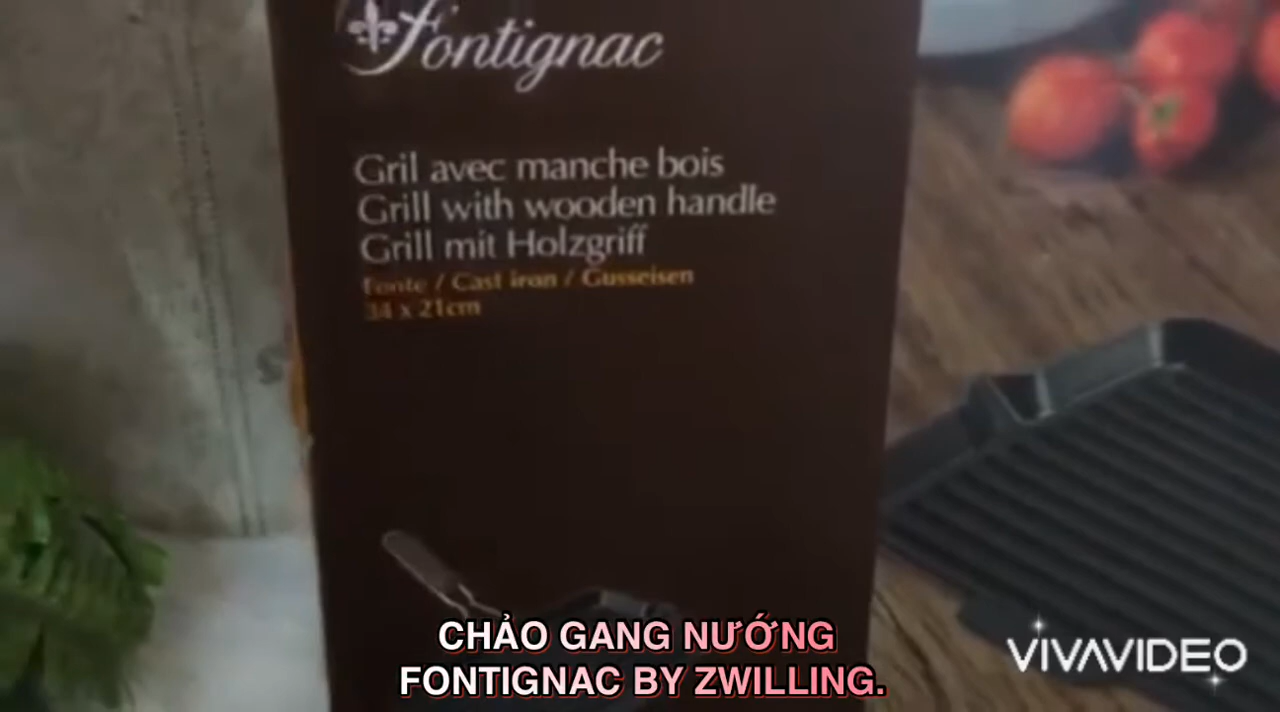 Fontignac
Gril avec manche bois
Grill with wooden handle
Grill mit Holzgriff
Fonte / Cast iron / Gusseisen
34 x 21cm
CHẢO GANG NƯỚNG
FONTIGNAC BY ZWILLING.
VIVAVIDEO